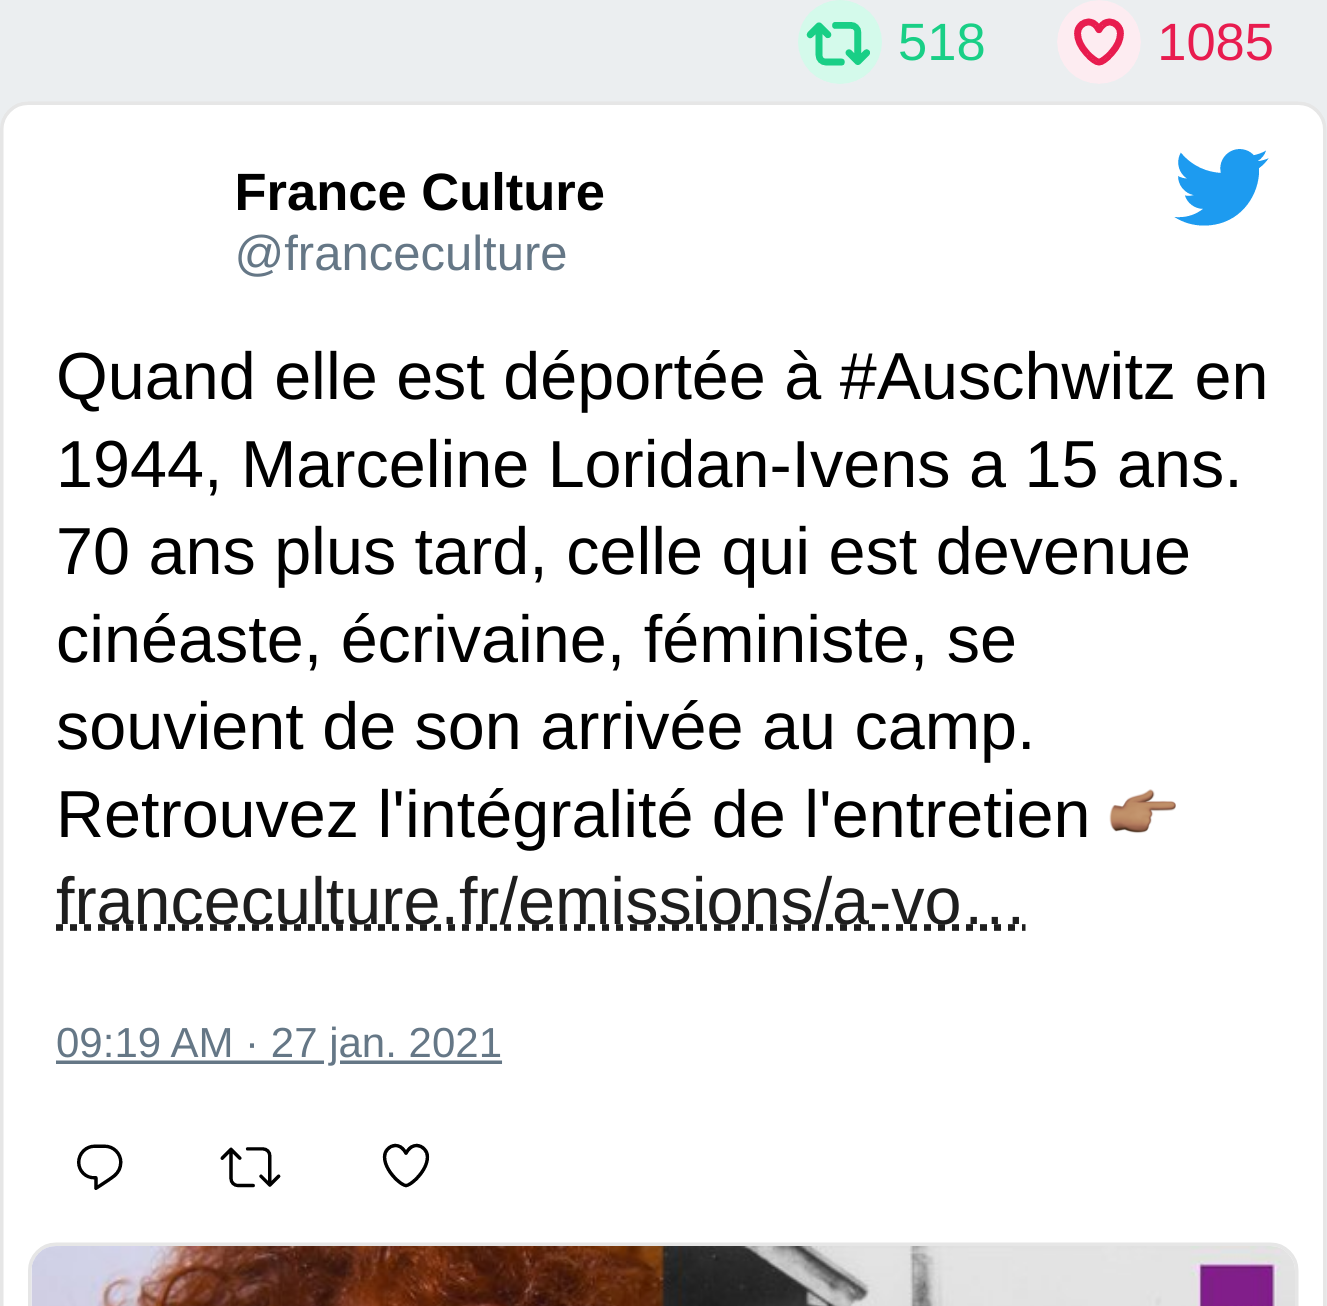 518 1085
France Culture
@franceculture
Quand elle est déportée à #Auschwitz en
1944, Marceline Loridan-Ivens a 15 ans.
70 ans plus tard, celle qui est devenue
cinéaste, écrivaine, féministe, se
souvient de son arrivée au camp.
Retrouvez l'intégralité de l'entretien 👉🏽
franceculture.fr/emissions/a-vo…
09:19 AM · 27 jan. 2021